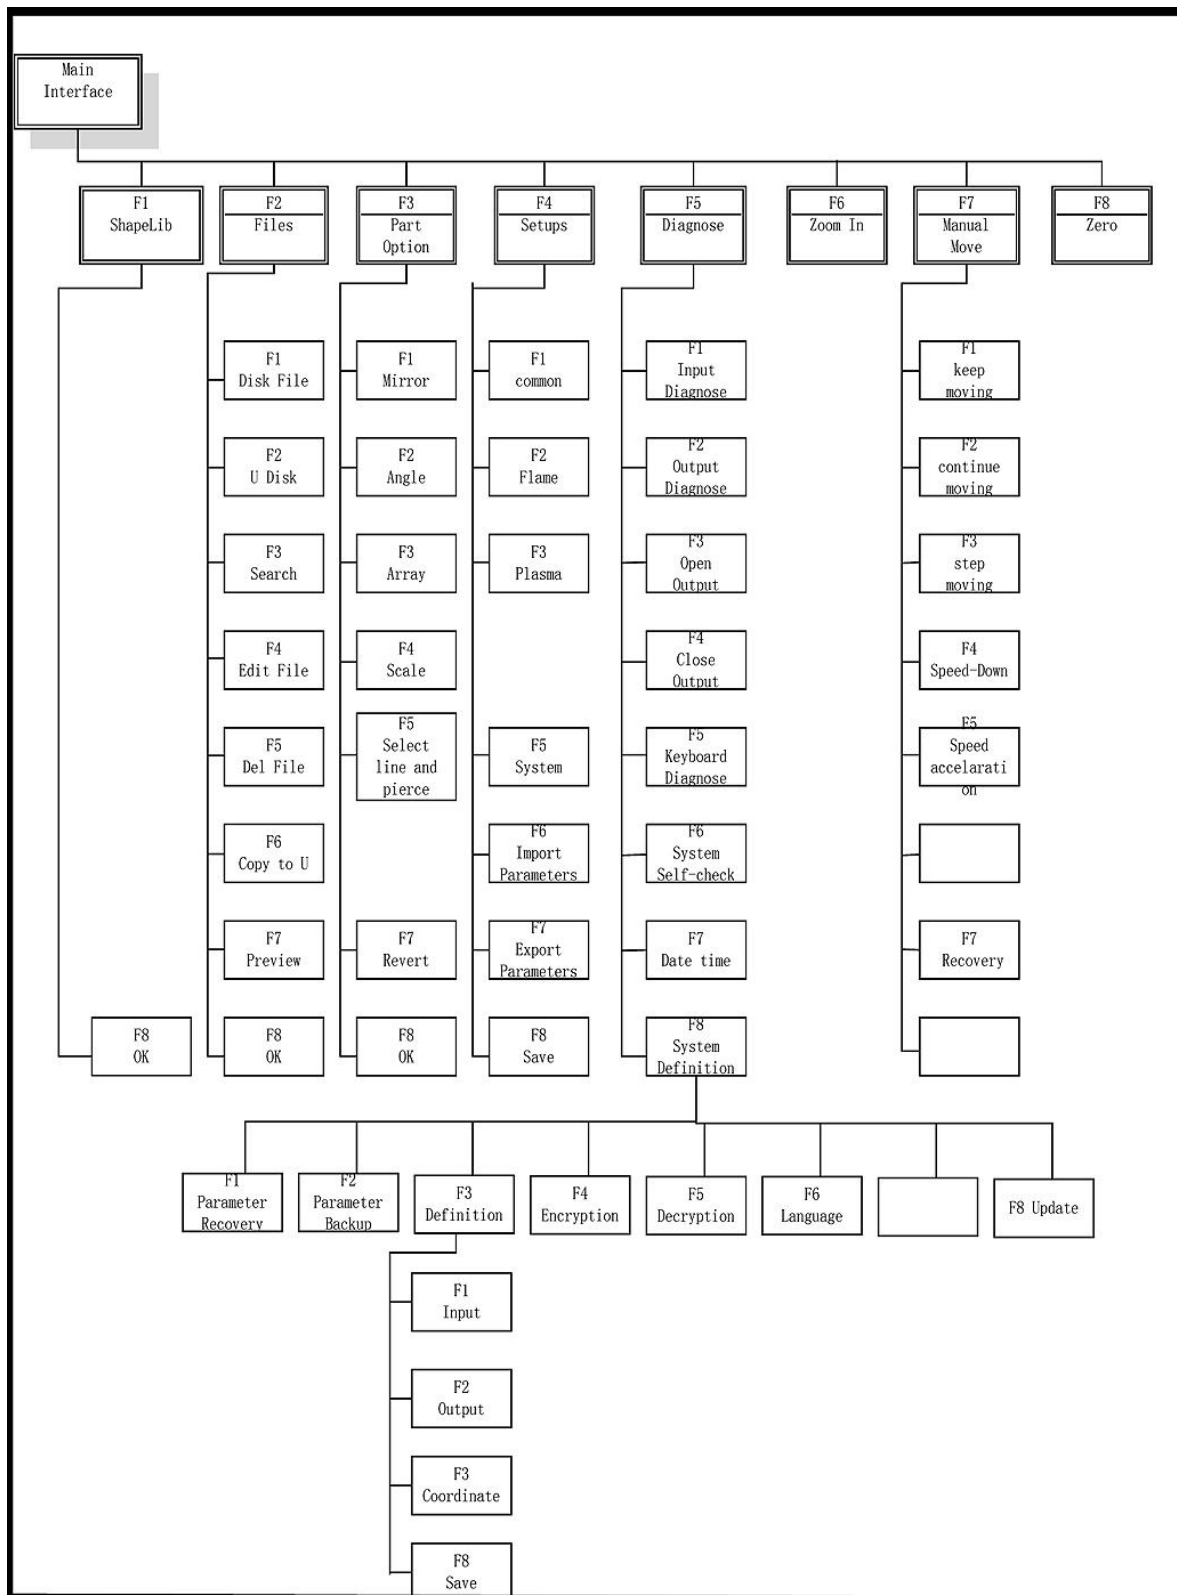 Main
Interface
F1
ShapeLib
F2
Files
F3
Part
Option
F4
Setups
F5
Diagnose
F6
Zoom In
F7
Manual
Move
F8
Zero
F8
OK
F1
Disk File
F2
U Disk
F3
Search
F4
Edit File
F5
Del File
F6
Copy to U
F7
Preview
F8
OK
F1
Mirror
F2
Angle
F3
Array
F4
Scale
F5
Select
line and
pierce
F7
Revert
F8
OK
F1
common
F2
Flame
F3
Plasma
F5
System
F6
Import
Parameters
F7
Export
Parameters
F8
Save
F1
Input
Diagnose
F2
Output
Diagnose
F3
Open
Output
F4
Close
Output
F5
Keyboard
Diagnose
F6
System
Self-check
F7
Date time
F8
System
Definition
F1
keep
moving
F2
continue
moving
F3
step
moving
F4
Speed-Down
F5
Speed
accelarati
on
F7
Recovery
F1
Parameter
Recovery
F2
Parameter
Backup
F3
Definition
F4
Encryption
F5
Decryption
F6
Language
F8 Update
F1
Input
F2
Output
F3
Coordinate
F8
Save